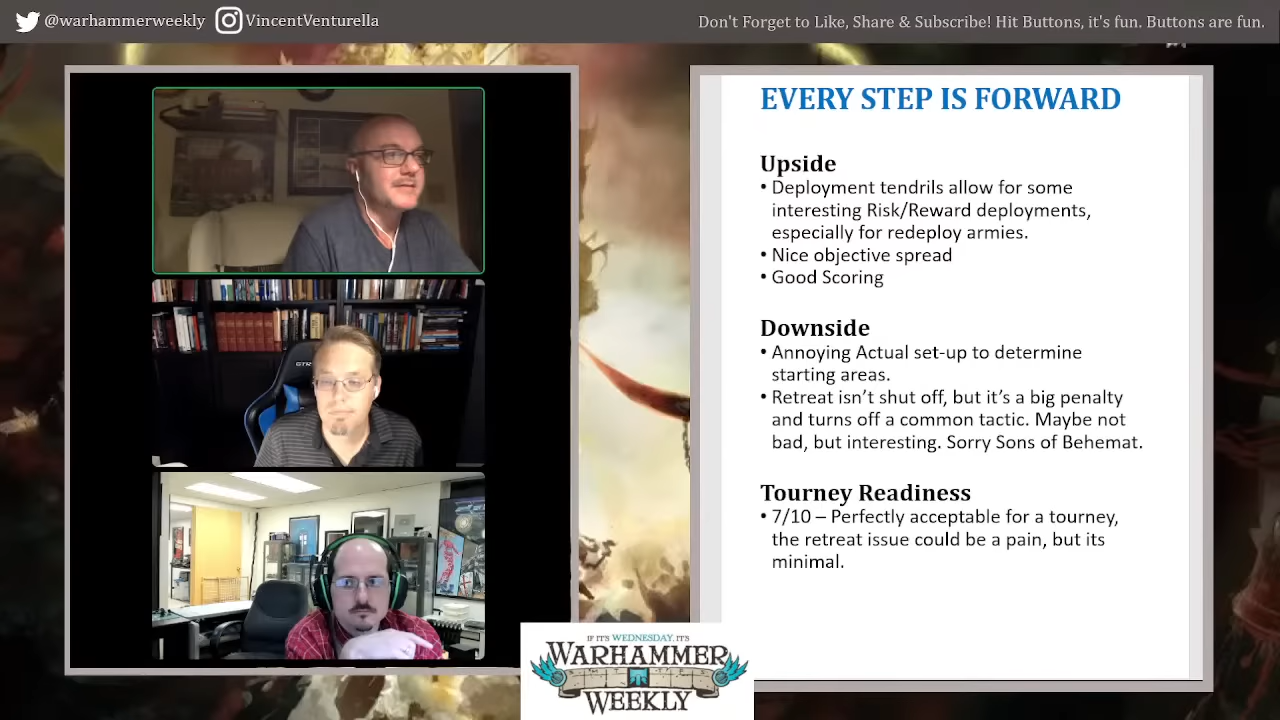 @warhammerweekly VincentVenturella
Don't Forget to Like, Share & Subscribe! Hit Buttons, it's fun. Buttons are fun.
EVERY STEP IS FORWARD
Upside
• Deployment tendrils allow for some
interesting Risk/Reward deployments,
especially for redeploy armies.
• Nice objective spread
• Good Scoring
Downside
• Annoying Actual set-up to determine
starting areas.
• Retreat isn't shut off, but it's a big penalty
and turns off a common tactic. Maybe not
bad, but interesting. Sorry Sons of Behemat.
Tourney Readiness
• 7/10 – Perfectly acceptable for a tourney,
the retreat issue could be a pain, but its
minimal.
IF IT'S WEDNESDAY, IT'S
WARHAMMER
WEEKLY